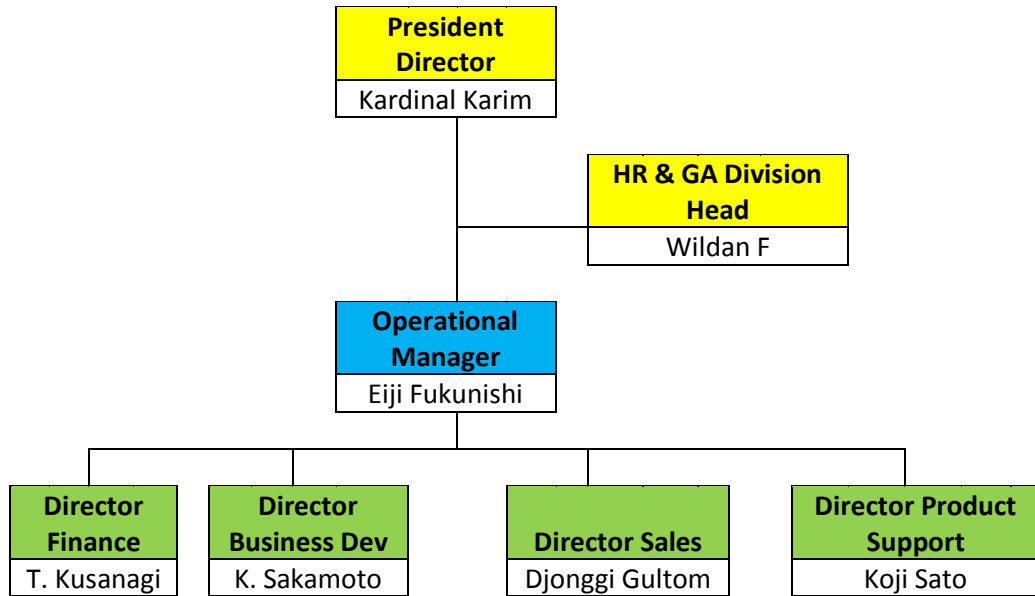 President
Director
Kardinal Karim
HR & GA Division
Head
Wildan F
Operational
Manager
Eiji Fukunishi
Director
Finance
T. Kusanagi
Director
Business Dev
K. Sakamoto
Director Sales
Djonggi Gultom
Director Product
Support
Koji Sato